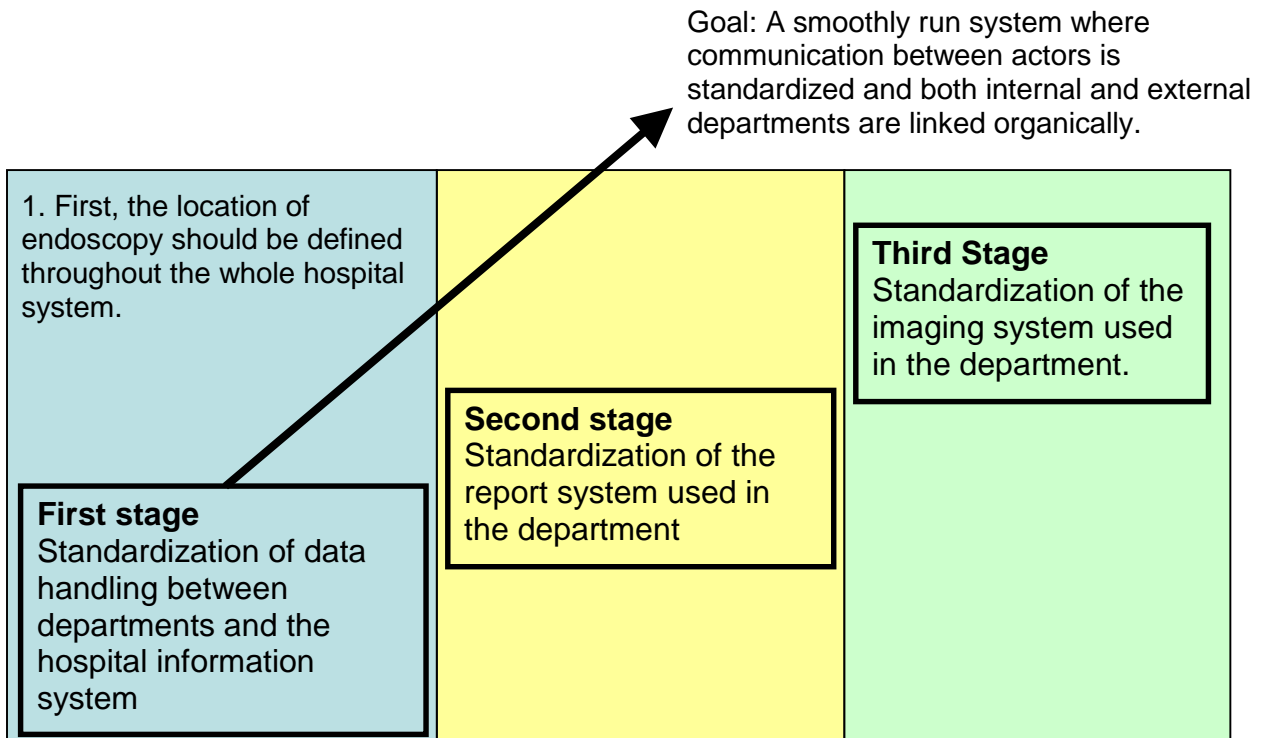 Goal: A smoothly run system where
communication between actors is
standardized and both internal and external
departments are linked organically.
1. First, the location of
endoscopy should be defined
throughout the whole hospital
system.
First stage
Standardization of data
handling between
departments and the
hospital information
system
Second stage
Standardization of the
report system used in
the department
Third Stage
Standardization of the
imaging system used
in the department.